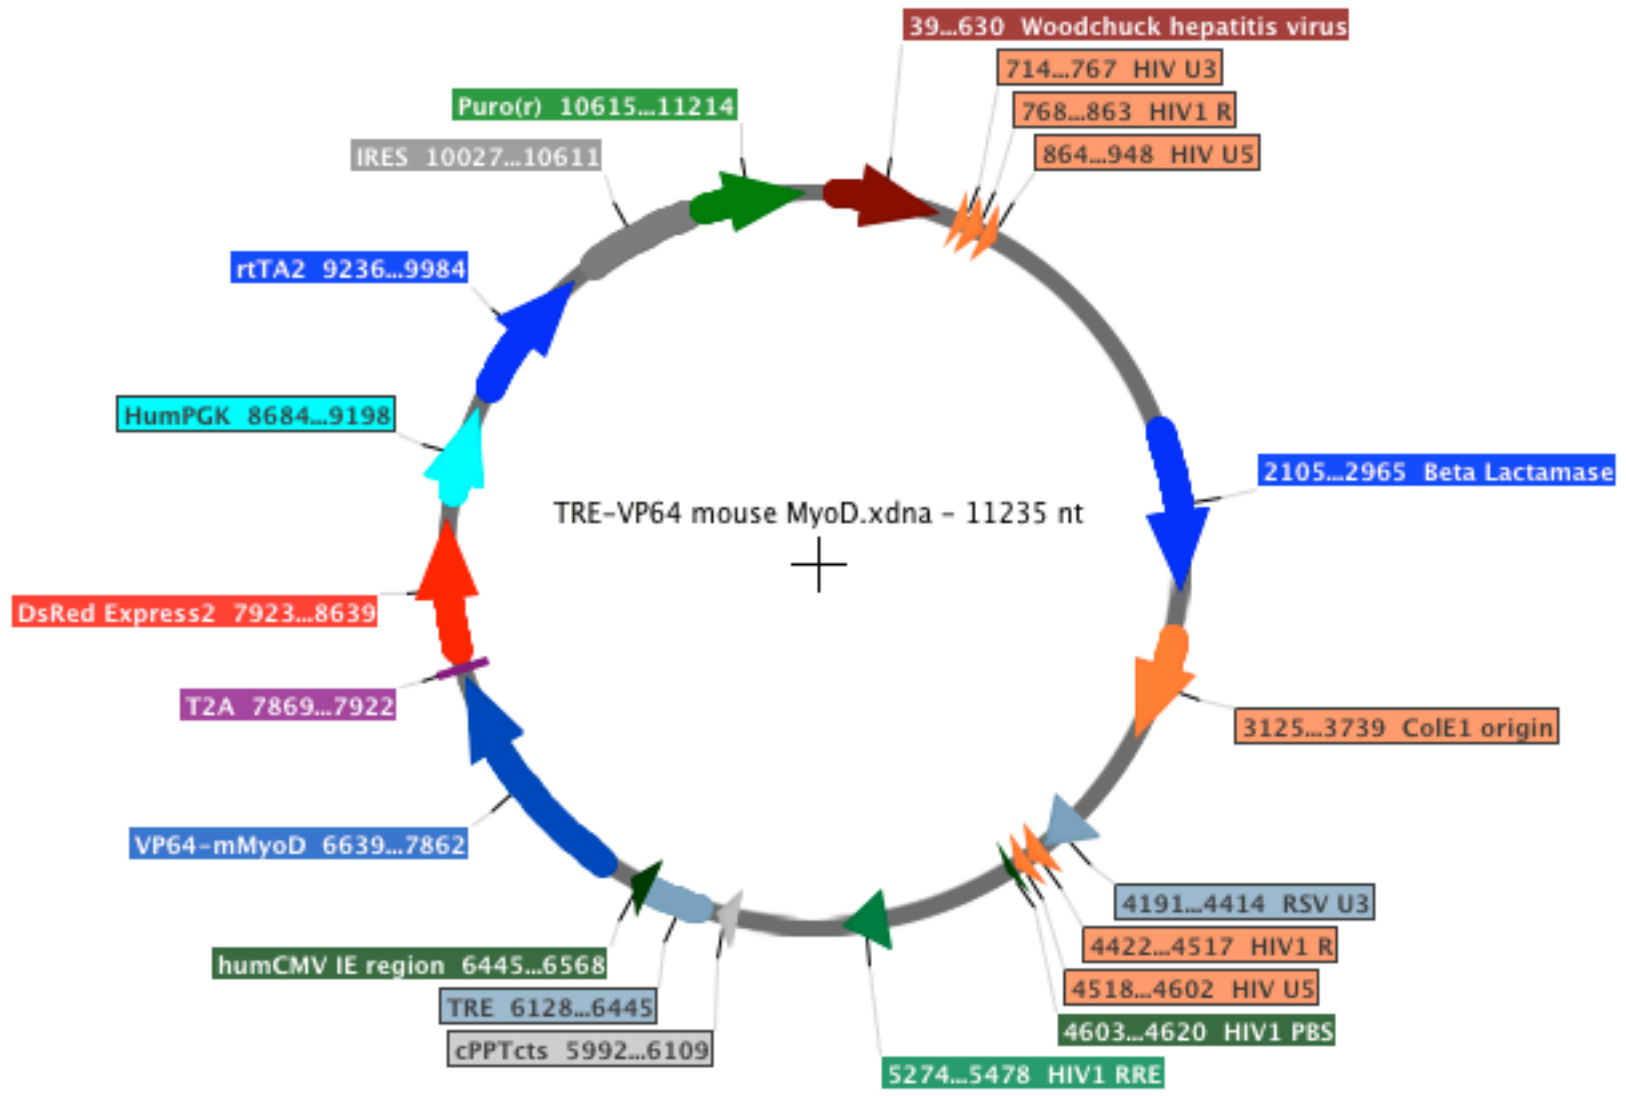 39...630 Woodchuck hepatitis virus
714...767 HIV U3
Puro(r) 10615...11214
768...863 HIV1 R
IRES 10027...10611
864...948 HIV U5
rtTA2 9236...9984
HumPGK 8684...9198
2105...2965 Beta Lactamase
TRE-VP64 mouse MyoD.xdna - 11235 nt
DsRed Express2 7923...8639
T2A 7869...7922
3125...3739 ColE1 origin
VP64-mMyoD 6639...7862
4191...4414 RSV U3
4422...4517 HIV1 R
humCMV IE region 6445...6568
4518...4602 HIV U5
TRE 6128...6445
4603...4620 HIV1 PBS
cPPTcts 5992...6109
5274...5478 HIV1 RRE